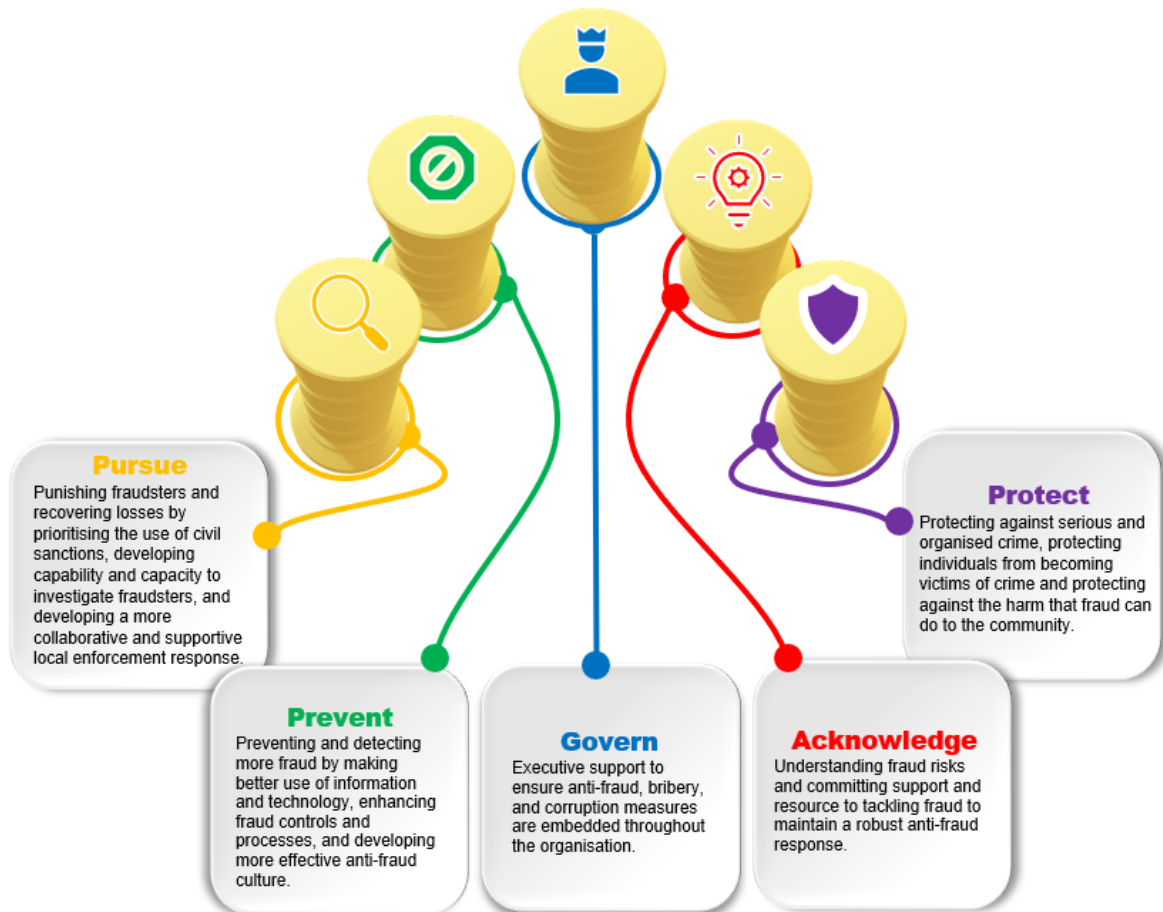 Pursue
Punishing fraudsters and
recovering losses by
prioritising the use of civil
sanctions, developing
capability and capacity to
investigate fraudsters, and
developing a more
collaborative and supportive
local enforcement response.
Prevent
Preventing and detecting
more fraud by making
better use of information
and technology, enhancing
fraud controls and
processes, and developing
more effective anti-fraud
culture.
Govern
Executive support to
ensure anti-fraud, bribery,
and corruption measures
are embedded throughout
the organisation.
Acknowledge
Understanding fraud risks
and committing support and
resource to tackling fraud to
maintain a robust anti-fraud
response.
Protect
Protecting against serious and
organised crime, protecting
individuals from becoming
victims of crime and protecting
against the harm that fraud can
do to the community.